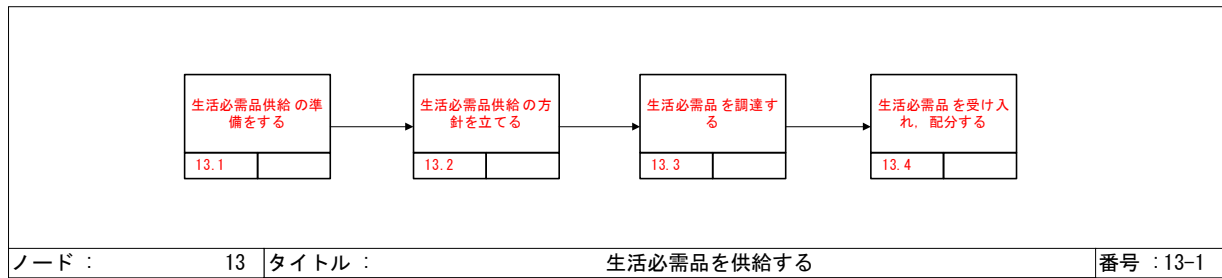 生活必需品供給の準
備をする
13.1
生活必需品供給の方
針を立てる
13.2
生活必需品を調達す
る
13.3
生活必需品を受け入
れ，配分する
13.4
ノード： 13 タイトル： 生活必需品を供給する 番号：13-1